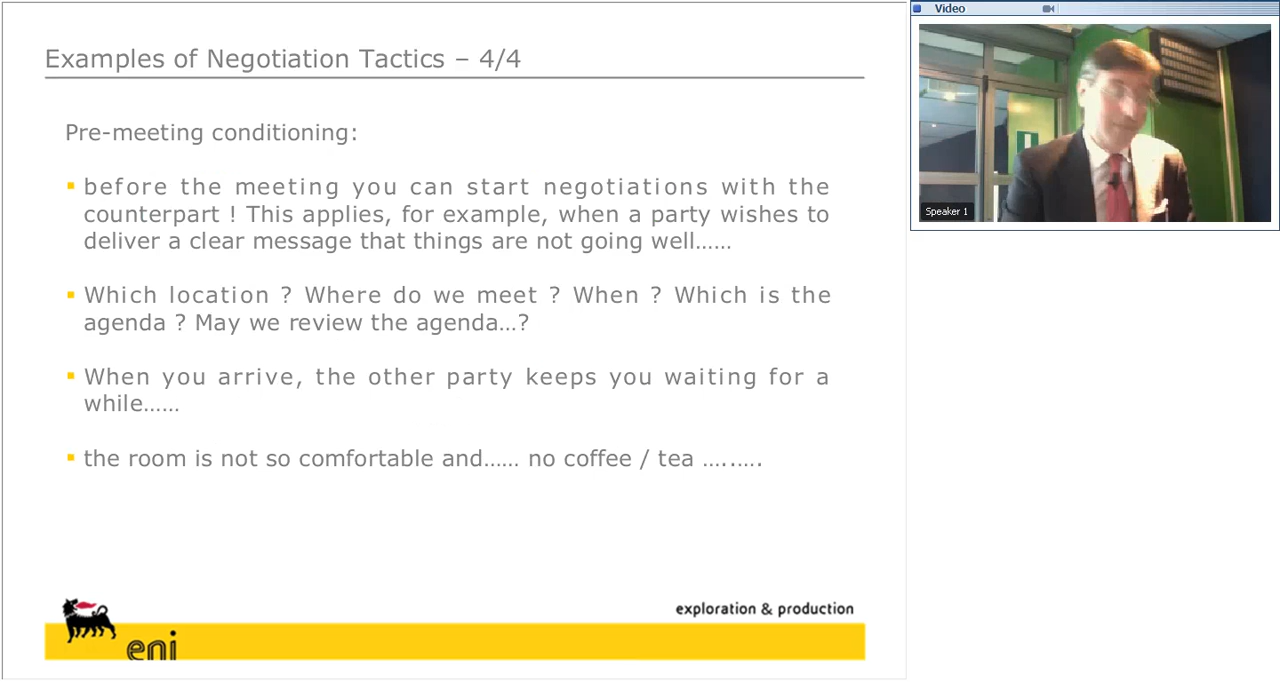 Examples of Negotiation Tactics – 4/4
Pre-meeting conditioning:
before the meeting you can start negotiations with the
counterpart ! This applies, for example, when a party wishes to
deliver a clear message that things are not going well......
Which location ? Where do we meet ? When ? Which is the
agenda ? May we review the agenda...?
When you arrive, the other party keeps you waiting for a
while......
the room is not so comfortable and...... no coffee / tea .........
exploration & production
eni
Video
Speaker 1